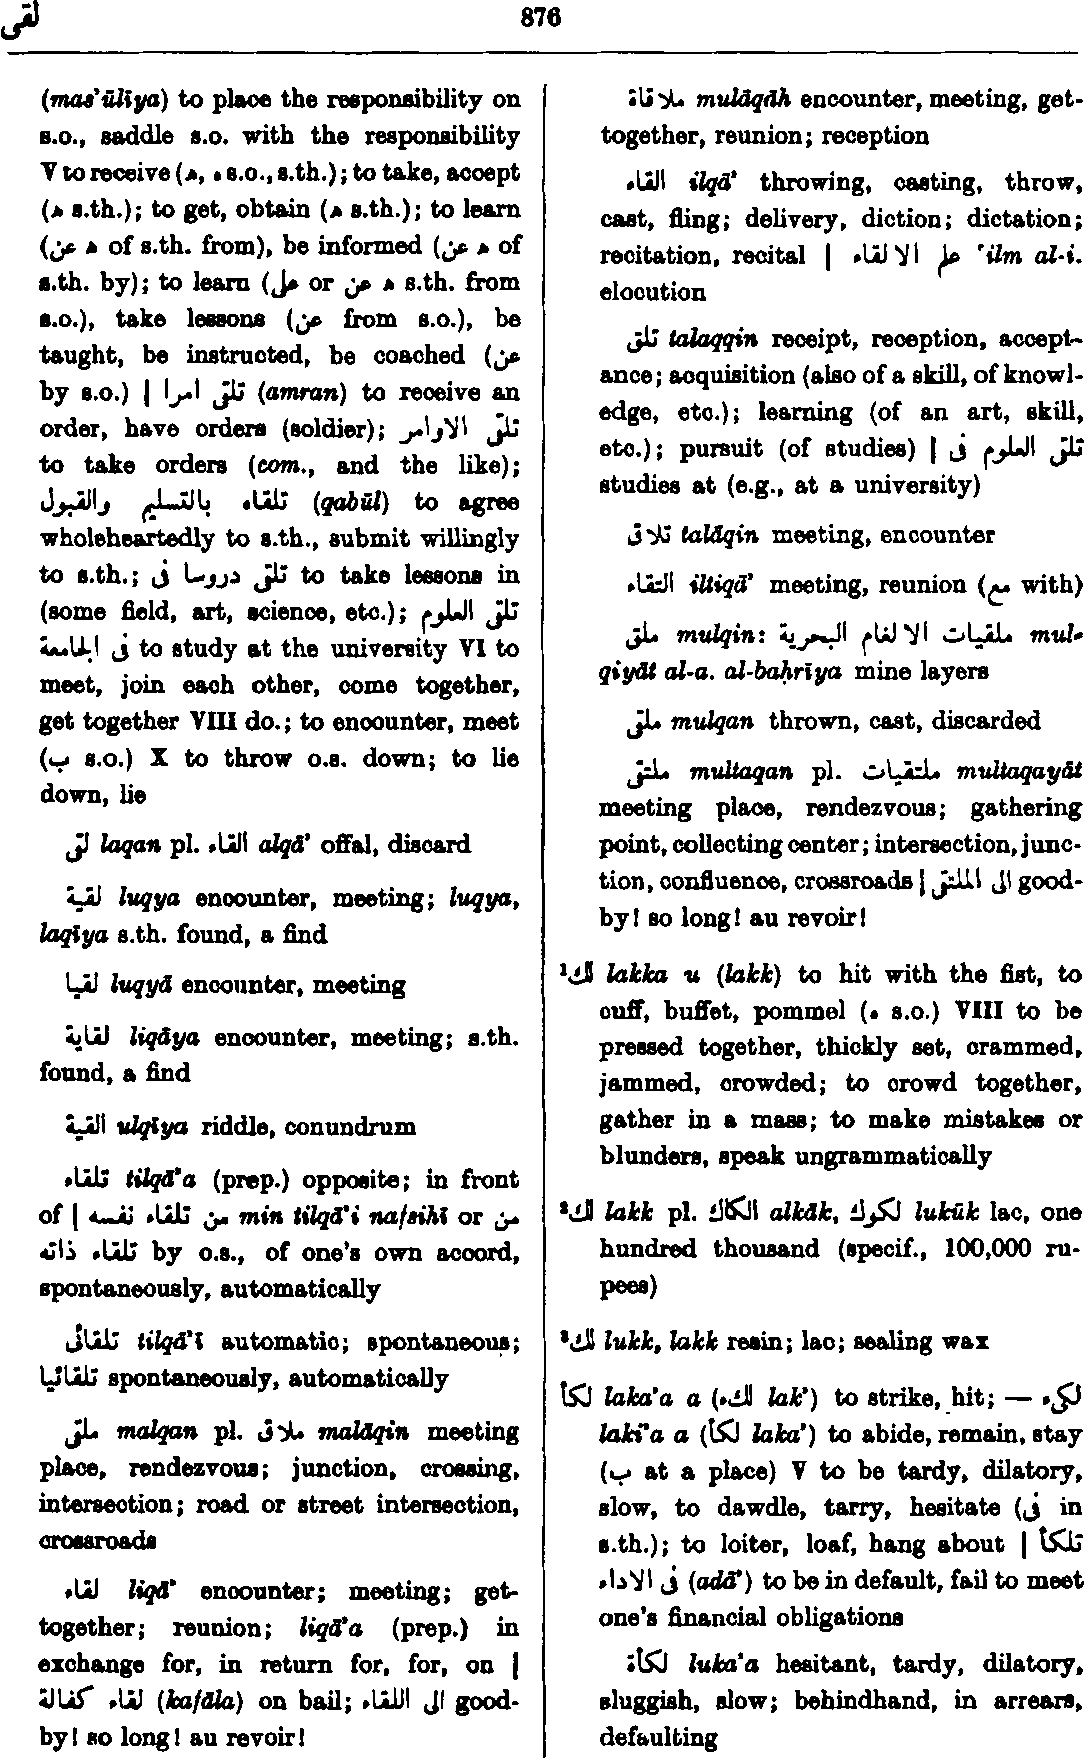 لقى
876
(mas’ūlīya) to place the responsibility on
s.o., saddle s.o. with the responsibility
V to receive (ه, ه s.o., s.th.); to take, accept
(ه s.th.); to get, obtain (ه s.th.); to learn
(ه عن of s.th. from), be informed (ه عن of
s.th. by); to learn (على or ه عن s.th. from
s.o.), take lessons (عن from s.o.), be
taught, be instructed, be coached (عن
by s.o.) | تلقى امرا (amran) to receive an
order, have orders (soldier); تلقى الاوامر
to take orders (com., and the like);
تلقاء بالتسليم والقبول (qabūl) to agree
wholeheartedly to s.th., submit willingly
to s.th.; تلقى دروسا فى to take lessons in
(some field, art, science, etc.); تلقى العلوم
فى الجامعة to study at the university VI to
meet, join each other, come together,
get together VIII do.; to encounter, meet
(ب s.o.) X to throw o.s. down; to lie
down, lie
لقى laqan pl. القاء alqā’ offal, discard
لقية luqya encounter, meeting; luqya,
laqīya s.th. found, a find
لقيا luqyā encounter, meeting
لقاية liqāya encounter, meeting; s.th.
found, a find
القية ulqīya riddle, conundrum
تلقاء tilqā’a (prep.) opposite; in front
of | من تلقاء نفسه min tilqā’i nafsihī or من
تلقاء ذاته by o.s., of one’s own accord,
spontaneously, automatically
تلقائى tilqā’ī automatic; spontaneous;
تلقائيا spontaneously, automatically
ملقى malqan pl. ملاق malāqin meeting
place, rendezvous; junction, crossing,
intersection; road or street intersection,
crossroads
لقاء liqā’ encounter; meeting; get-
together; reunion; liqā’a (prep.) in
exchange for, in return for, for, on |
لقاء كفالة (kafāla) on bail; الى اللقاء good-
by! so long! au revoir!
ملاقاة mulāqāh encounter, meeting, get-
together, reunion; reception
القاء ilqā’ throwing, casting, throw,
cast, fling; delivery, diction; dictation;
recitation, recital | علم الالقاء ‘ilm al-i.
elocution
تلق talaqqin receipt, reception, accept-
ance; acquisition (also of a skill, of knowl-
edge, etc.); learning (of an art, skill,
etc.); pursuit (of studies) | تلقى العلوم فى
studies at (e.g., at a university)
تلاق talāqin meeting, encounter
التقاء iltiqā’ meeting, reunion (مع with)
ملق mulqin: ملقيات الالغام البحرية mul-
qiyāt al-a. al-baḥrīya mine layers
ملقى mulqan thrown, cast, discarded
ملتقى multaqan pl. ملتقيات multaqayāt
meeting place, rendezvous; gathering
point, collecting center; intersection, junc-
tion, confluence, crossroads | الى الملتقى good-
by! so long! au revoir!
¹لك lakka u (lakk) to hit with the fist, to
cuff, buffet, pommel (ه s.o.) VIII to be
pressed together, thickly set, crammed,
jammed, crowded; to crowd together,
gather in a mass; to make mistakes or
blunders, speak ungrammatically
²لك lakk pl. الكاك alkāk, لكوك lukūk lac, one
hundred thousand (specif., 100,000 ru-
pees)
³لك lukk, lakk resin; lac; sealing wax
لكأ laka’a a (لكء lak’) to strike, hit; — لكئ
laki’a a (لكأ laka’) to abide, remain, stay
(ب at a place) V to be tardy, dilatory,
slow, to dawdle, tarry, hesitate (فى in
s.th.); to loiter, loaf, hang about | تلكأ
فى الاداء (adā’) to be in default, fail to meet
one’s financial obligations
لكأة luka’a hesitant, tardy, dilatory,
sluggish, slow; behindhand, in arrears,
defaulting